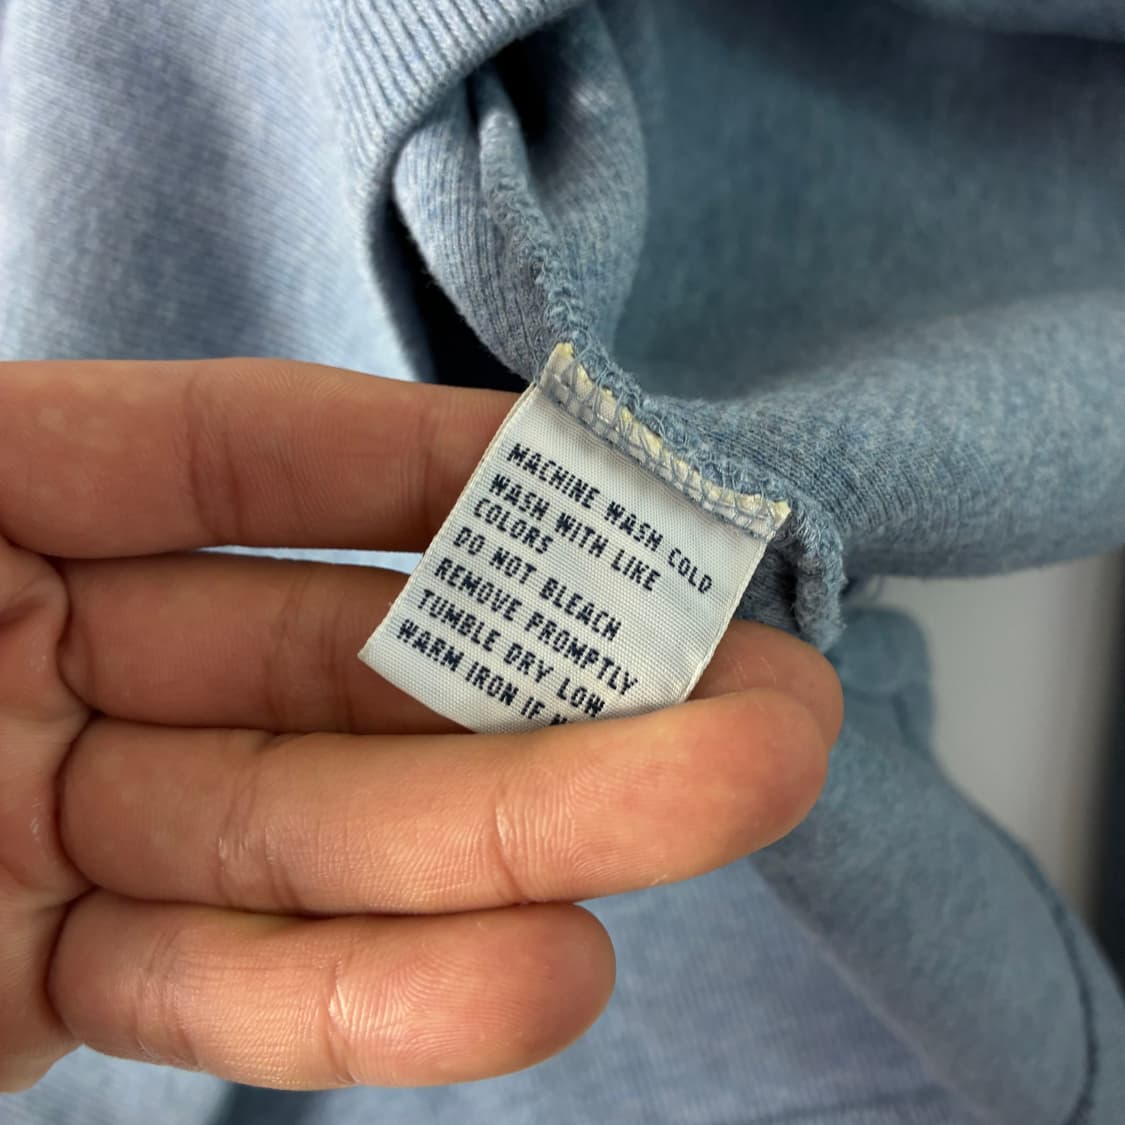 MACHINE WASH COLD
WASH WITH LIKE
COLORS
DO NOT BLEACH
REMOVE PROMPTLY
TUMBLE DRY LOW
WARM IRON IF